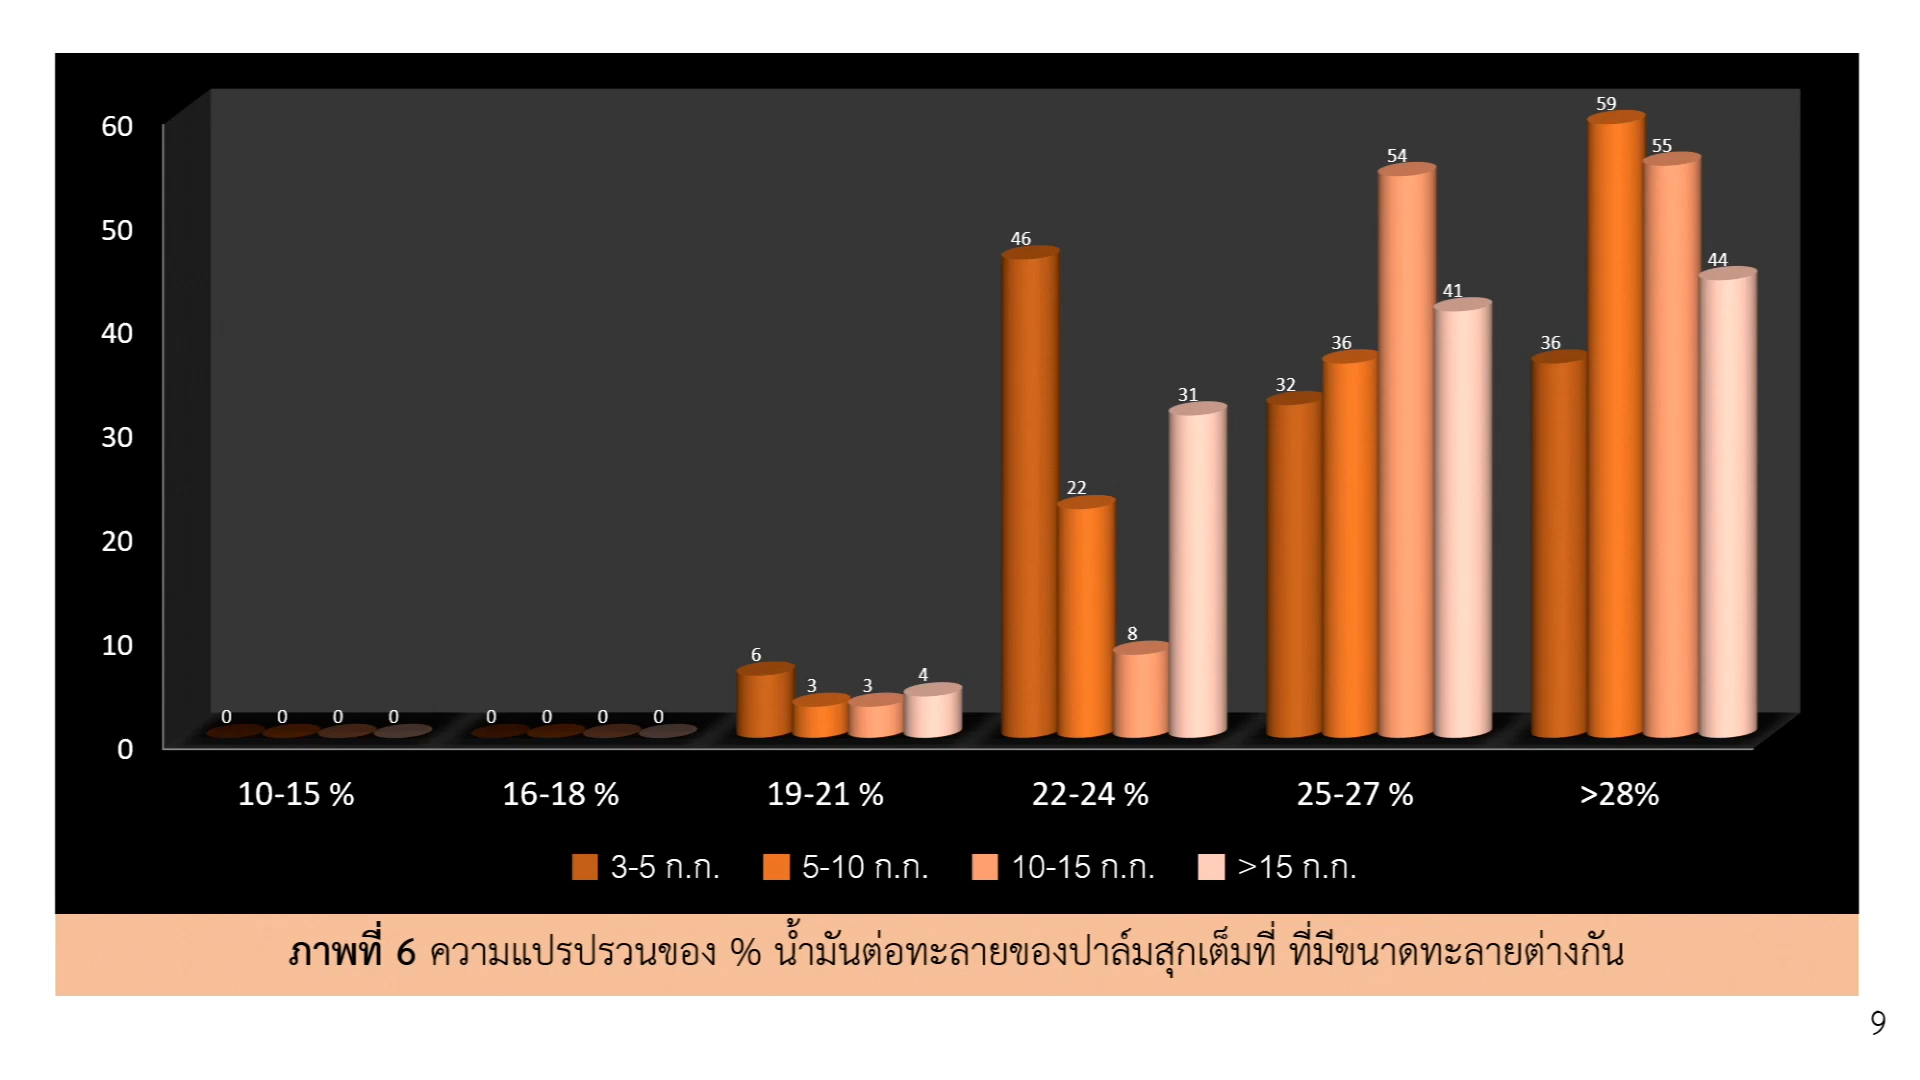 60
50
40
30
20
10
0
0 0 0 0
0 0 0 0
6 3 3 4
46 22 8 31
32 36 54 41
36 59 55 44
10-15 % 16-18 % 19-21 % 22-24 % 25-27 % >28%
3-5 ก.ก. 5-10 ก.ก. 10-15 ก.ก. >15 ก.ก.
ภาพที่ 6 ความแปรปรวนของ % น้ำมันต่อทะลายของปาล์มสุกเต็มที่ ที่มีขนาดทะลายต่างกัน
9